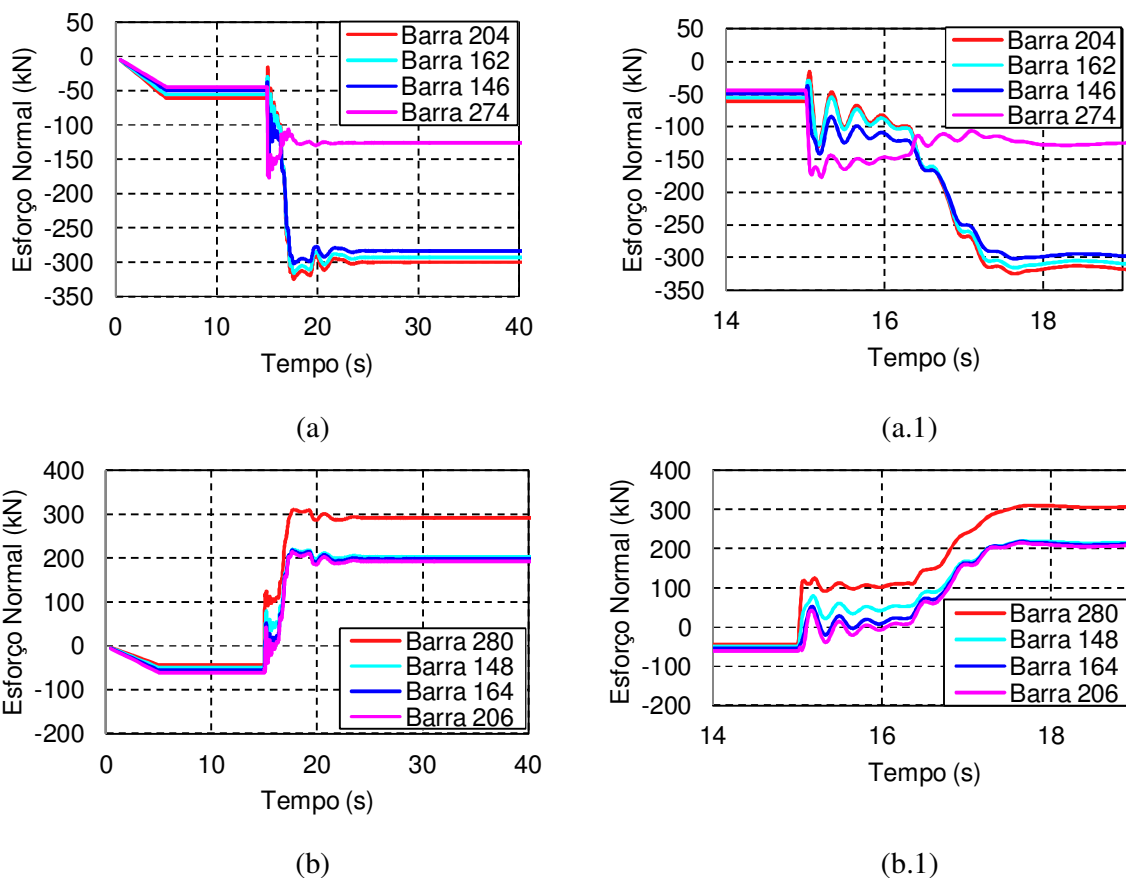 50
0
-50
-100
-150
-200
-250
-300
-350
Esforço Normal (kN)
Barra 204
Barra 162
Barra 146
Barra 274
0
10
20
30
40
Tempo (s)
(a)
50
0
-50
-100
-150
-200
-250
-300
-350
Esforço Normal (kN)
Barra 204
Barra 162
Barra 146
Barra 274
14
16
18
Tempo (s)
(a.1)
400
300
200
100
0
-100
-200
Esforço Normal (kN)
Barra 280
Barra 148
Barra 164
Barra 206
0
10
20
30
40
Tempo (s)
(b)
400
300
200
100
0
-100
-200
Esforço Normal (kN)
Barra 280
Barra 148
Barra 164
Barra 206
14
16
18
Tempo (s)
(b.1)